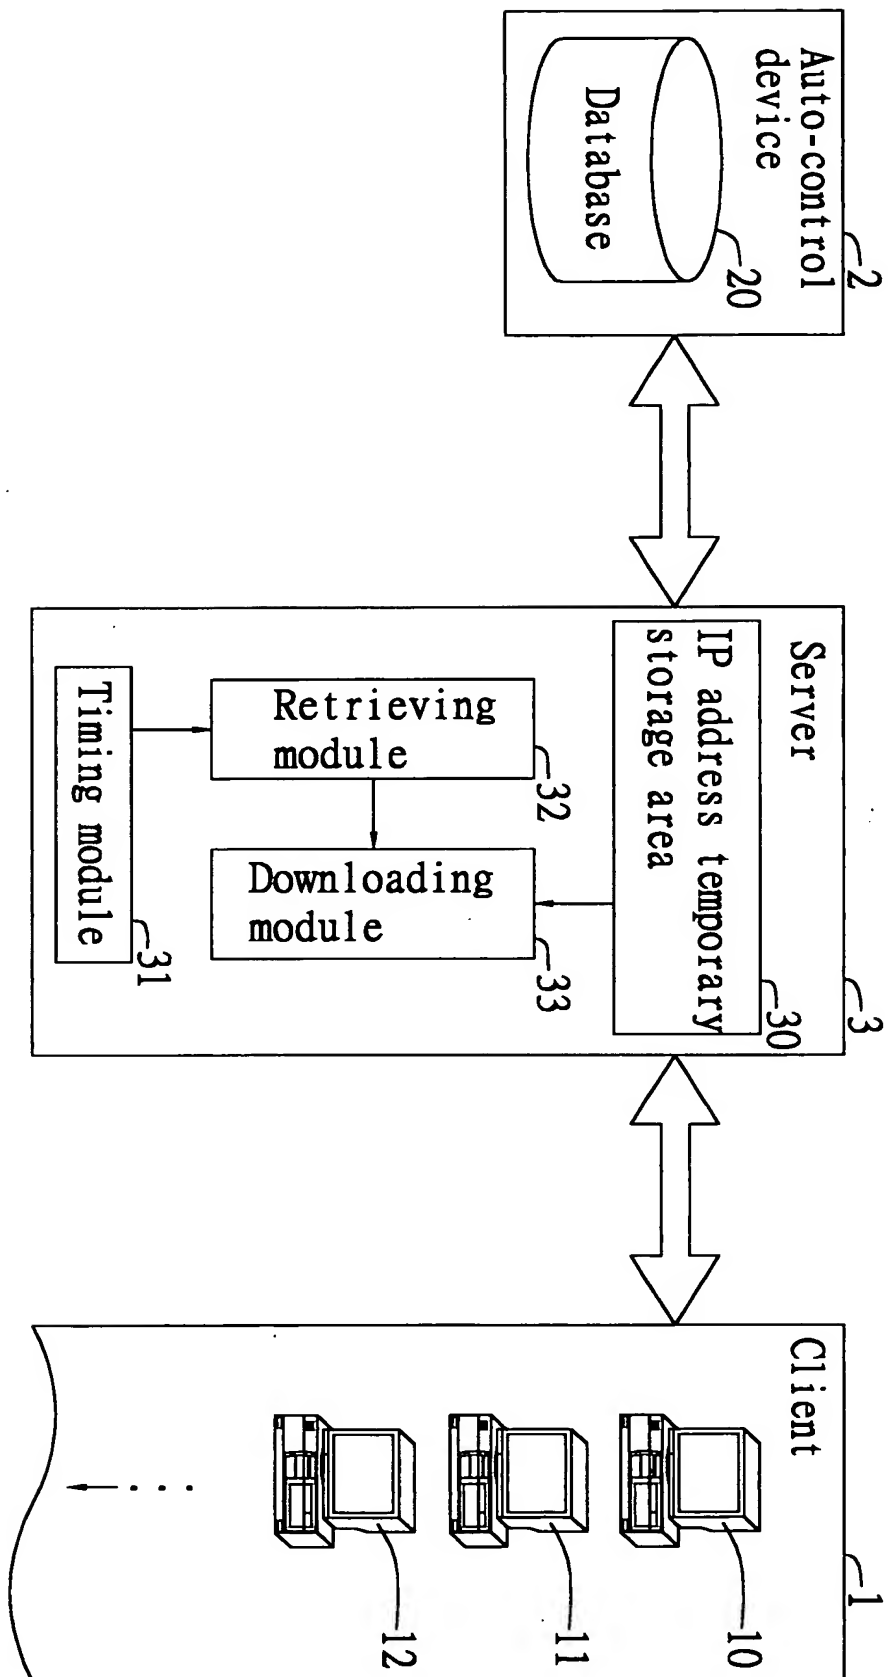 Auto-control
device
2
Database
20
Server
3
IP address temporary
storage area
30
Retrieving
module
32
Downloading
module
33
Timing module
31
Client
1
10
11
12
...